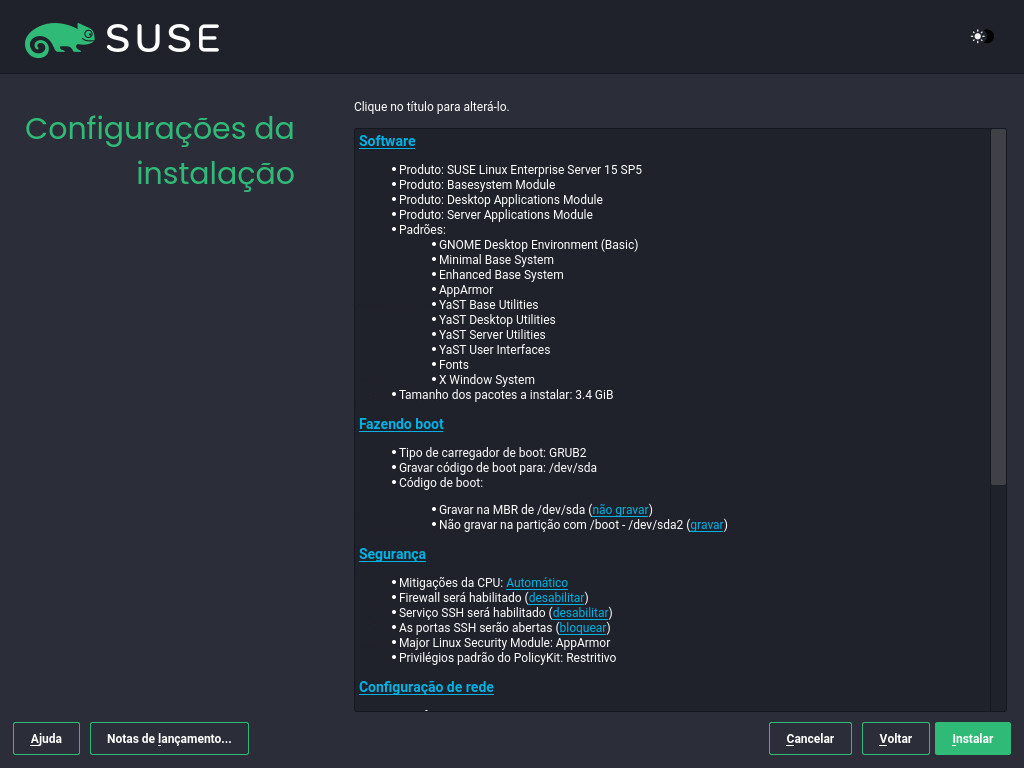 SUSE
Configurações da
instalação
Clique no título para alterá-lo.
Software
• Produto: SUSE Linux Enterprise Server 15 SP5
• Produto: Basesystem Module
• Produto: Desktop Applications Module
• Produto: Server Applications Module
• Padrões:
• GNOME Desktop Environment (Basic)
• Minimal Base System
• Enhanced Base System
• AppArmor
• YaST Base Utilities
• YaST Desktop Utilities
• YaST Server Utilities
• YaST User Interfaces
• Fonts
• X Window System
• Tamanho dos pacotes a instalar: 3.4 GiB
Fazendo boot
• Tipo de carregador de boot: GRUB2
• Gravar código de boot para: /dev/sda
• Código de boot:
• Gravar na MBR de /dev/sda (não gravar)
• Não gravar na partição com /boot - /dev/sda2 (gravar)
Segurança
• Mitigações da CPU: Automático
• Firewall será habilitado (desabilitar)
• Serviço SSH será habilitado (desabilitar)
• As portas SSH serão abertas (bloquear)
• Major Linux Security Module: AppArmor
• Privilégios padrão do PolicyKit: Restritivo
Configuração de rede
Ajuda
Notas de lançamento...
Cancelar
Voltar
Instalar